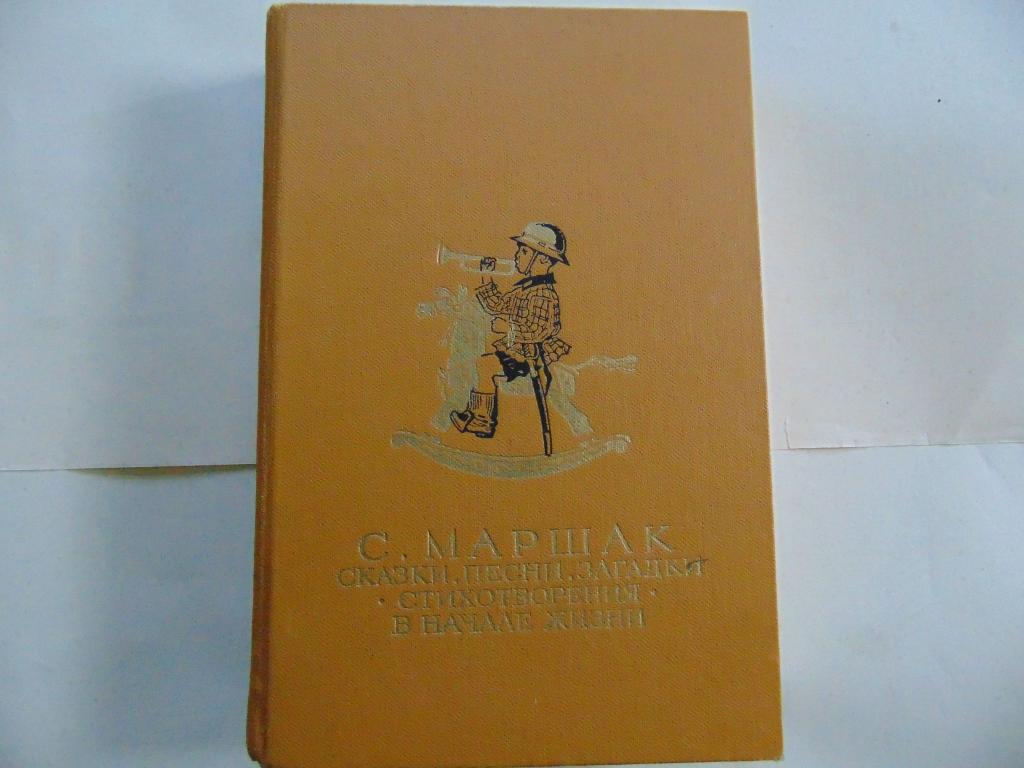 С. МАРШАК
СКАЗКИ, ПЕСНИ, ЗАГАДКИ
· СТИХОТВОРЕНИЯ ·
В НАЧАЛЕ ЖИЗНИ